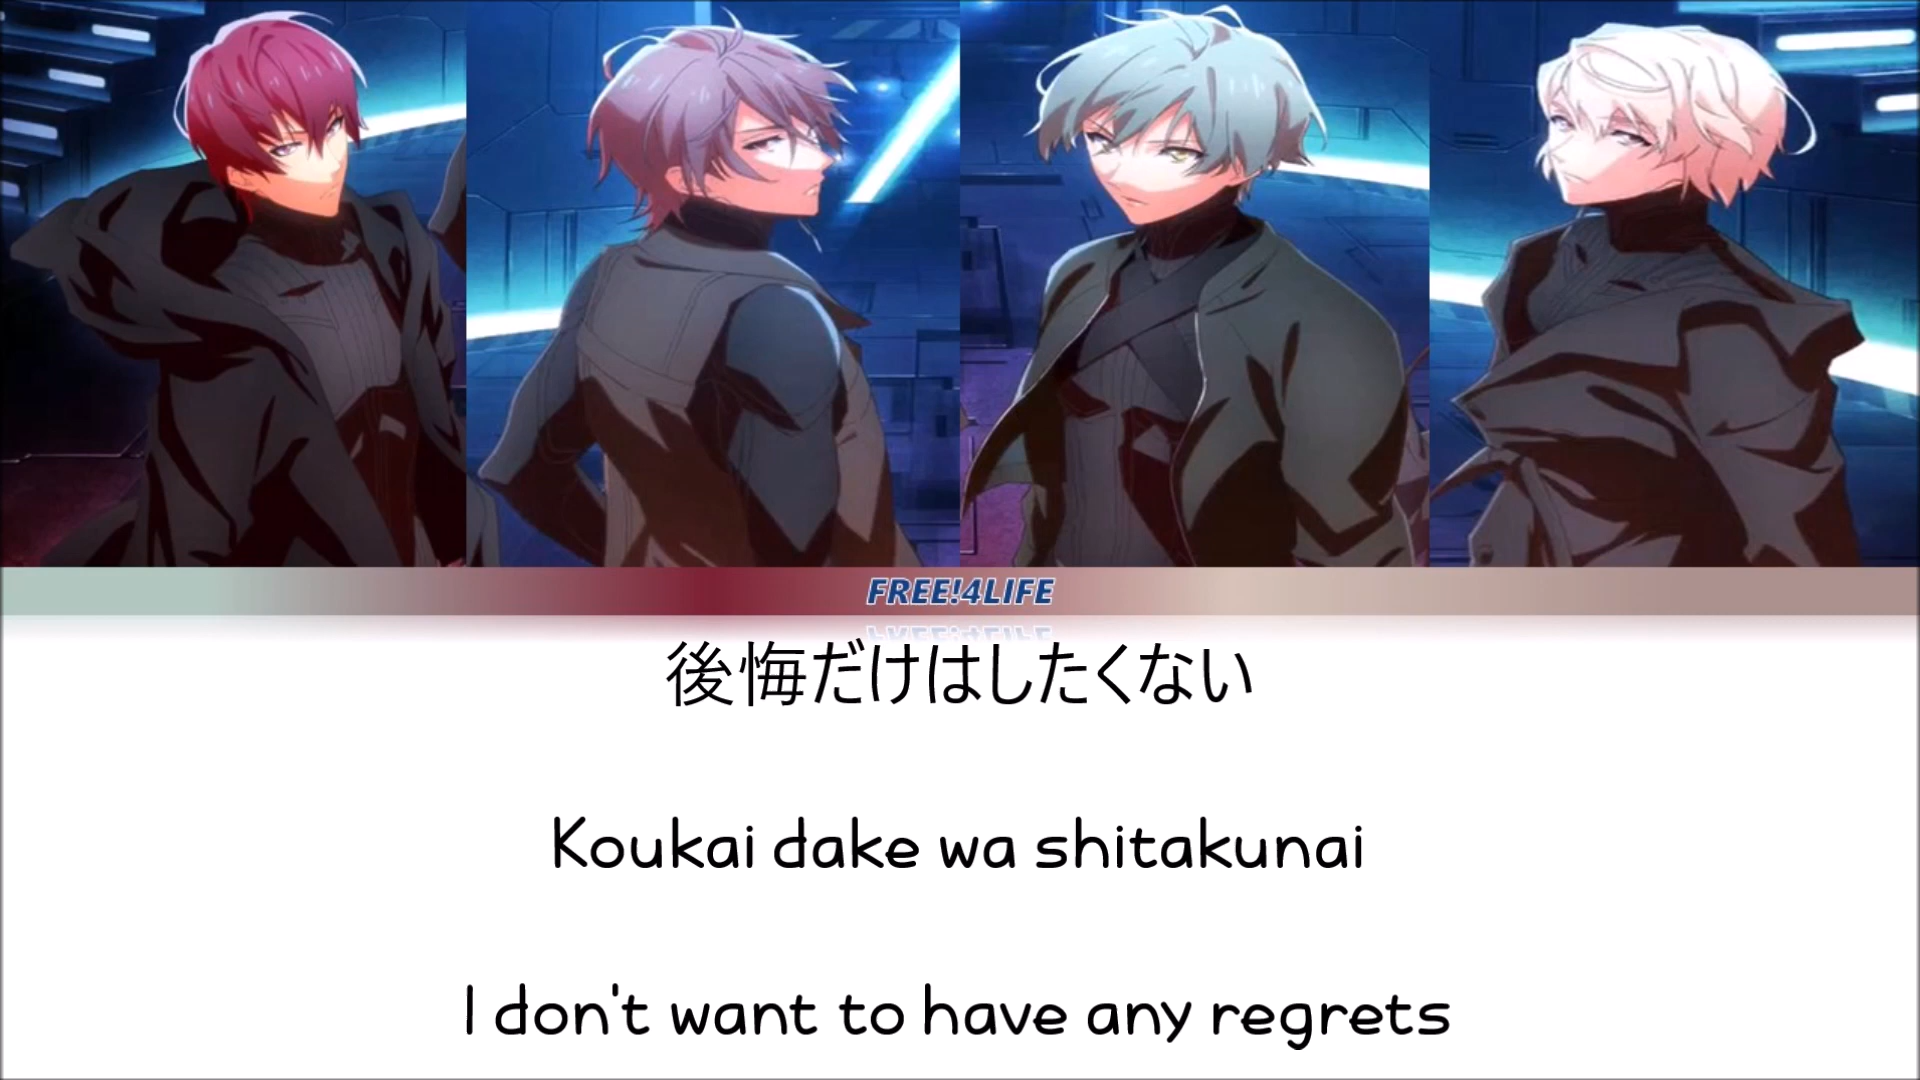 FREE!4LIFE
後悔だけはしたくない
Koukai dake wa shitakunai
I don't want to have any regrets